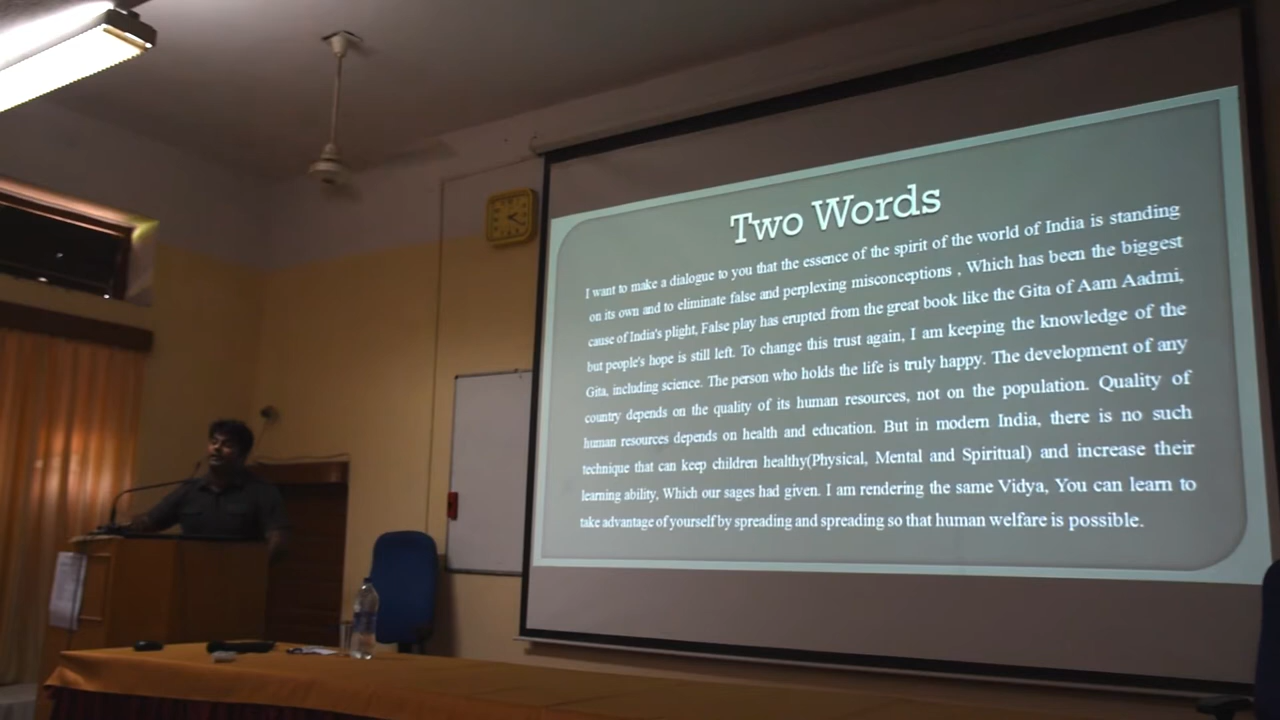 Two Words
I want to make a dialogue to you that the essence of the spirit of the world of India is standing
on its own and to eliminate false and perplexing misconceptions , Which has been the biggest
cause of India's plight, False play has erupted from the great book like the Gita of Aam Aadmi,
but people's hope is still left. To change this trust again, I am keeping the knowledge of the
Gita, including science. The person who holds the life is truly happy. The development of any
country depends on the quality of its human resources, not on the population. Quality of
human resources depends on health and education. But in modern India, there is no such
technique that can keep children healthy(Physical, Mental and Spiritual) and increase their
learning ability, Which our sages had given. I am rendering the same Vidya, You can learn to
take advantage of yourself by spreading and spreading so that human welfare is possible.